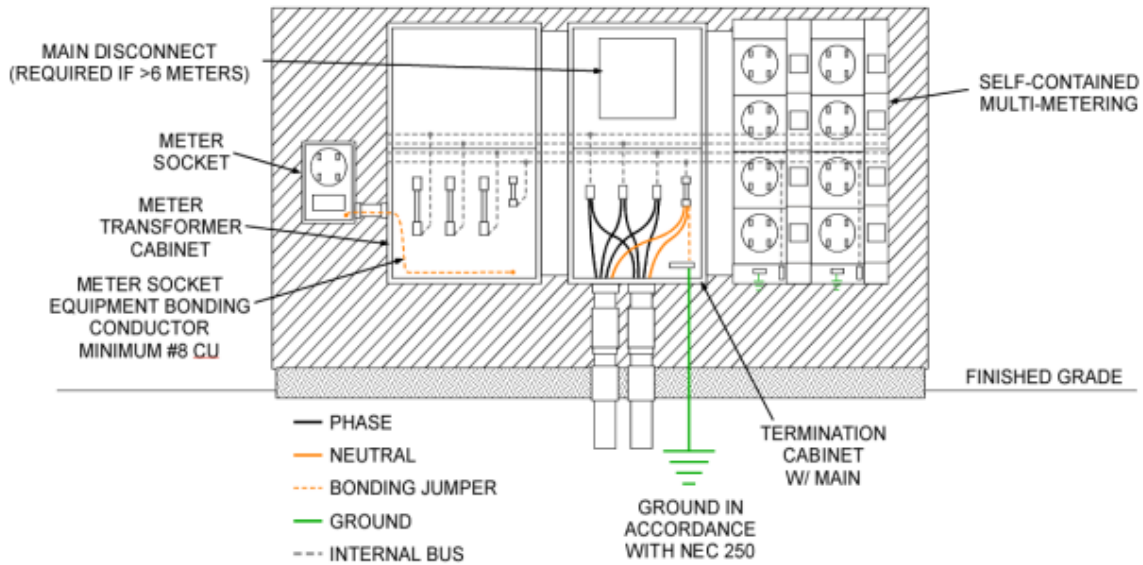 MAIN DISCONNECT
(REQUIRED IF >6 METERS)
METER
SOCKET
METER
TRANSFORMER
CABINET
METER SOCKET
EQUIPMENT BONDING
CONDUCTOR
MINIMUM #8 CU
SELF-CONTAINED
MULTI-METERING
FINISHED GRADE
PHASE
NEUTRAL
BONDING JUMPER
GROUND
INTERNAL BUS
TERMINATION
CABINET
W/ MAIN
GROUND IN
ACCORDANCE
WITH NEC 250